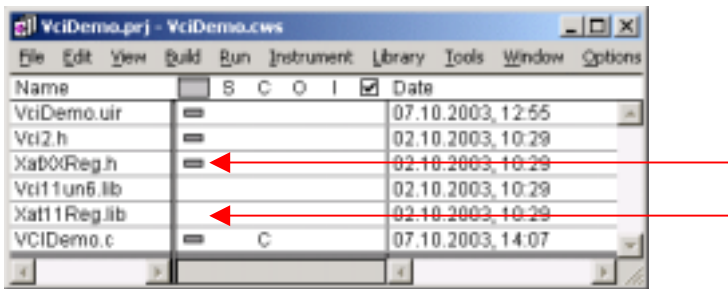 VciDemo.prj - VciDemo.cws
File Edit View Build Run Instrument Library Tools Window Options
Name S C O I Date
VciDemo.uir 07.10.2003, 12:55
Vci2.h 02.10.2003, 10:29
XatXXReg.h 02.10.2003, 10:29
Vci11un6.lib 02.10.2003, 10:29
Xat11Reg.lib 02.10.2003, 10:29
VCIDemo.c C 07.10.2003, 14:07